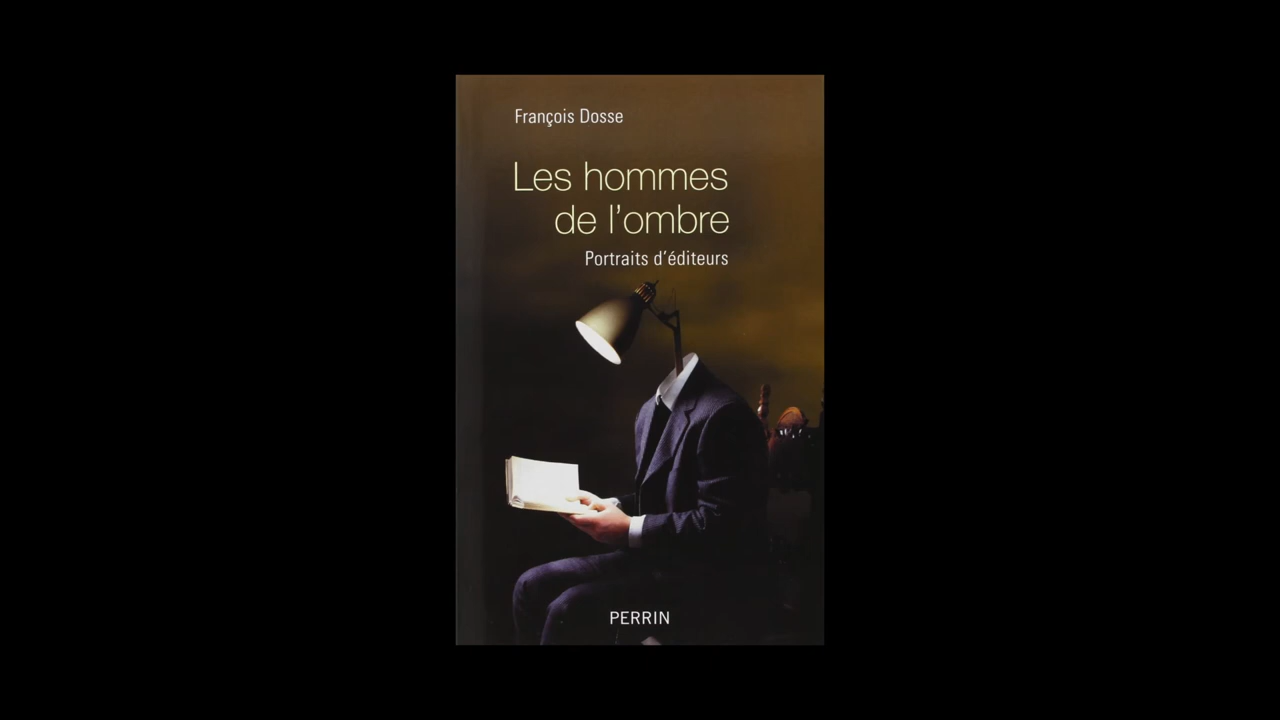 François Dosse
Les hommes
de l'ombre
Portraits d'éditeurs
PERRIN